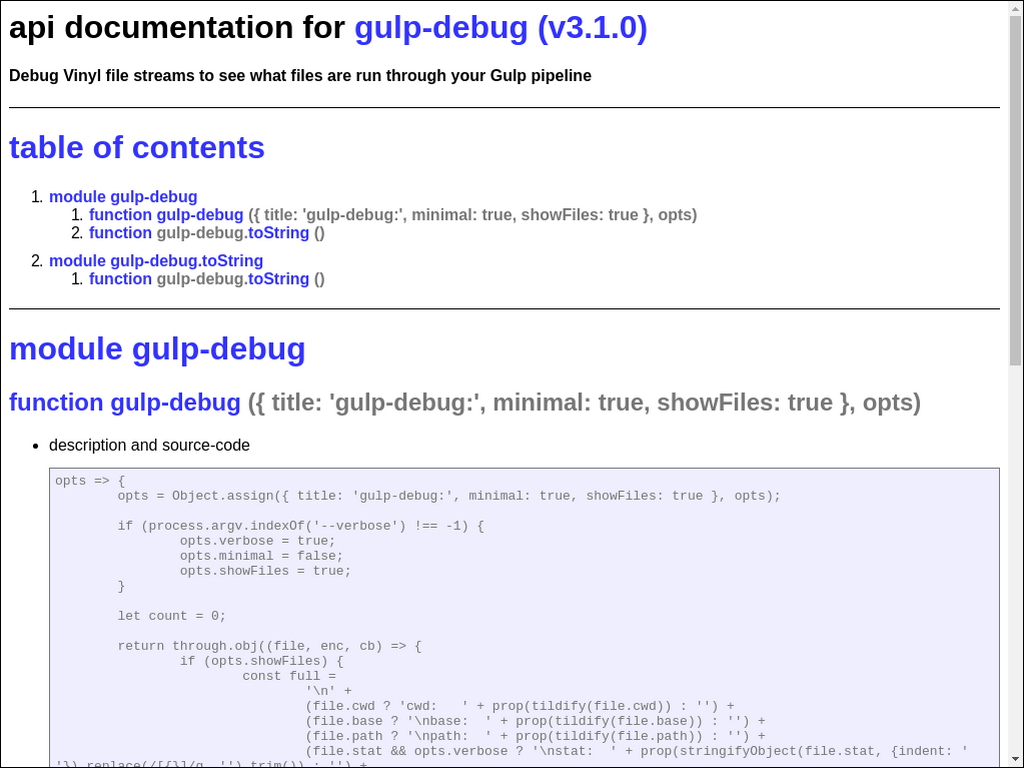 api documentation for gulp-debug (v3.1.0)
Debug Vinyl file streams to see what files are run through your Gulp pipeline
table of contents
1. module gulp-debug
1. function gulp-debug ({ title: 'gulp-debug:', minimal: true, showFiles: true }, opts)
2. function gulp-debug.toString ()
2. module gulp-debug.toString
1. function gulp-debug.toString ()
module gulp-debug
function gulp-debug ({ title: 'gulp-debug:', minimal: true, showFiles: true }, opts)
• description and source-code
opts => {
opts = Object.assign({ title: 'gulp-debug:', minimal: true, showFiles: true }, opts);
if (process.argv.indexOf('--verbose') !== -1) {
opts.verbose = true;
opts.minimal = false;
opts.showFiles = true;
}
let count = 0;
return through.obj((file, enc, cb) => {
if (opts.showFiles) {
const full =
'\n' +
(file.cwd ? 'cwd:   ' + prop(tildify(file.cwd)) : '') +
(file.base ? '\nbase:  ' + prop(tildify(file.base)) : '') +
(file.path ? '\npath:  ' + prop(tildify(file.path)) : '') +
(file.stat && opts.verbose ? '\nstat:  ' + prop(stringifyObject(file.stat, {indent: '
'}).replace(/[{}]/g, '').trim()) : '') +